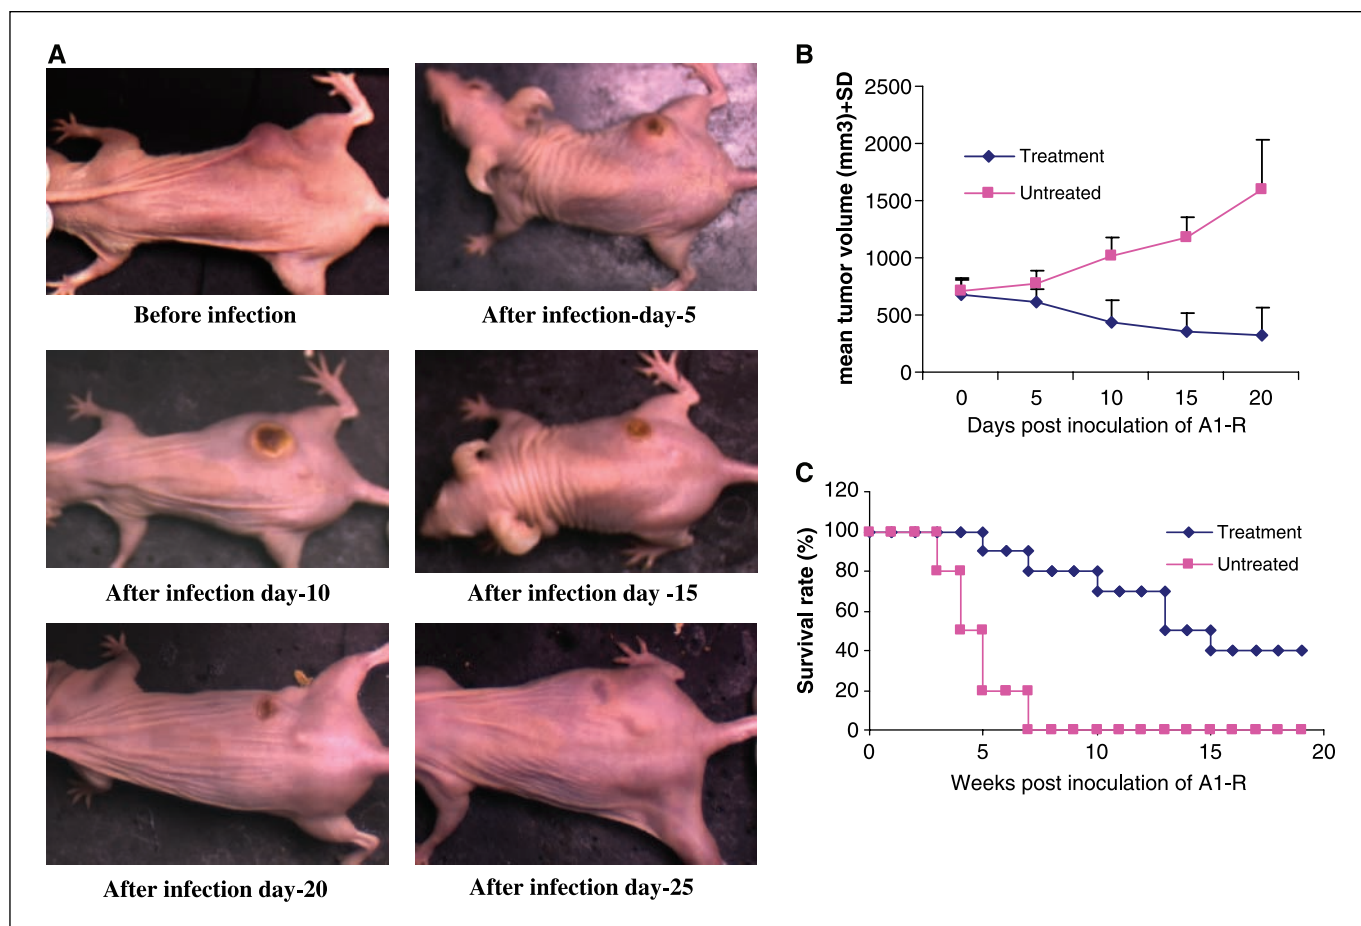 A
Before infection
After infection-day-5
After infection day-10
After infection day -15
After infection day-20
After infection day-25
B
mean tumor volume (mm3)+SD
2500
2000
1500
1000
500
0
Treatment
Untreated
0 5 10 15 20
Days post inoculation of A1-R
C
Survival rate (%)
120
100
80
60
40
20
0
Treatment
Untreated
0 5 10 15 20
Weeks post inoculation of A1-R